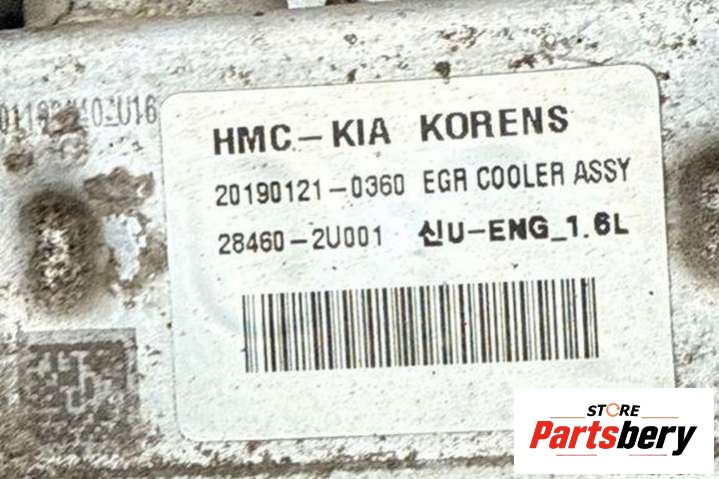 HMC-KIA KORENS
20190121-0360 EGR COOLER ASSY
28460-2U001 신U-ENG_1.6L
STORE
Partsbery